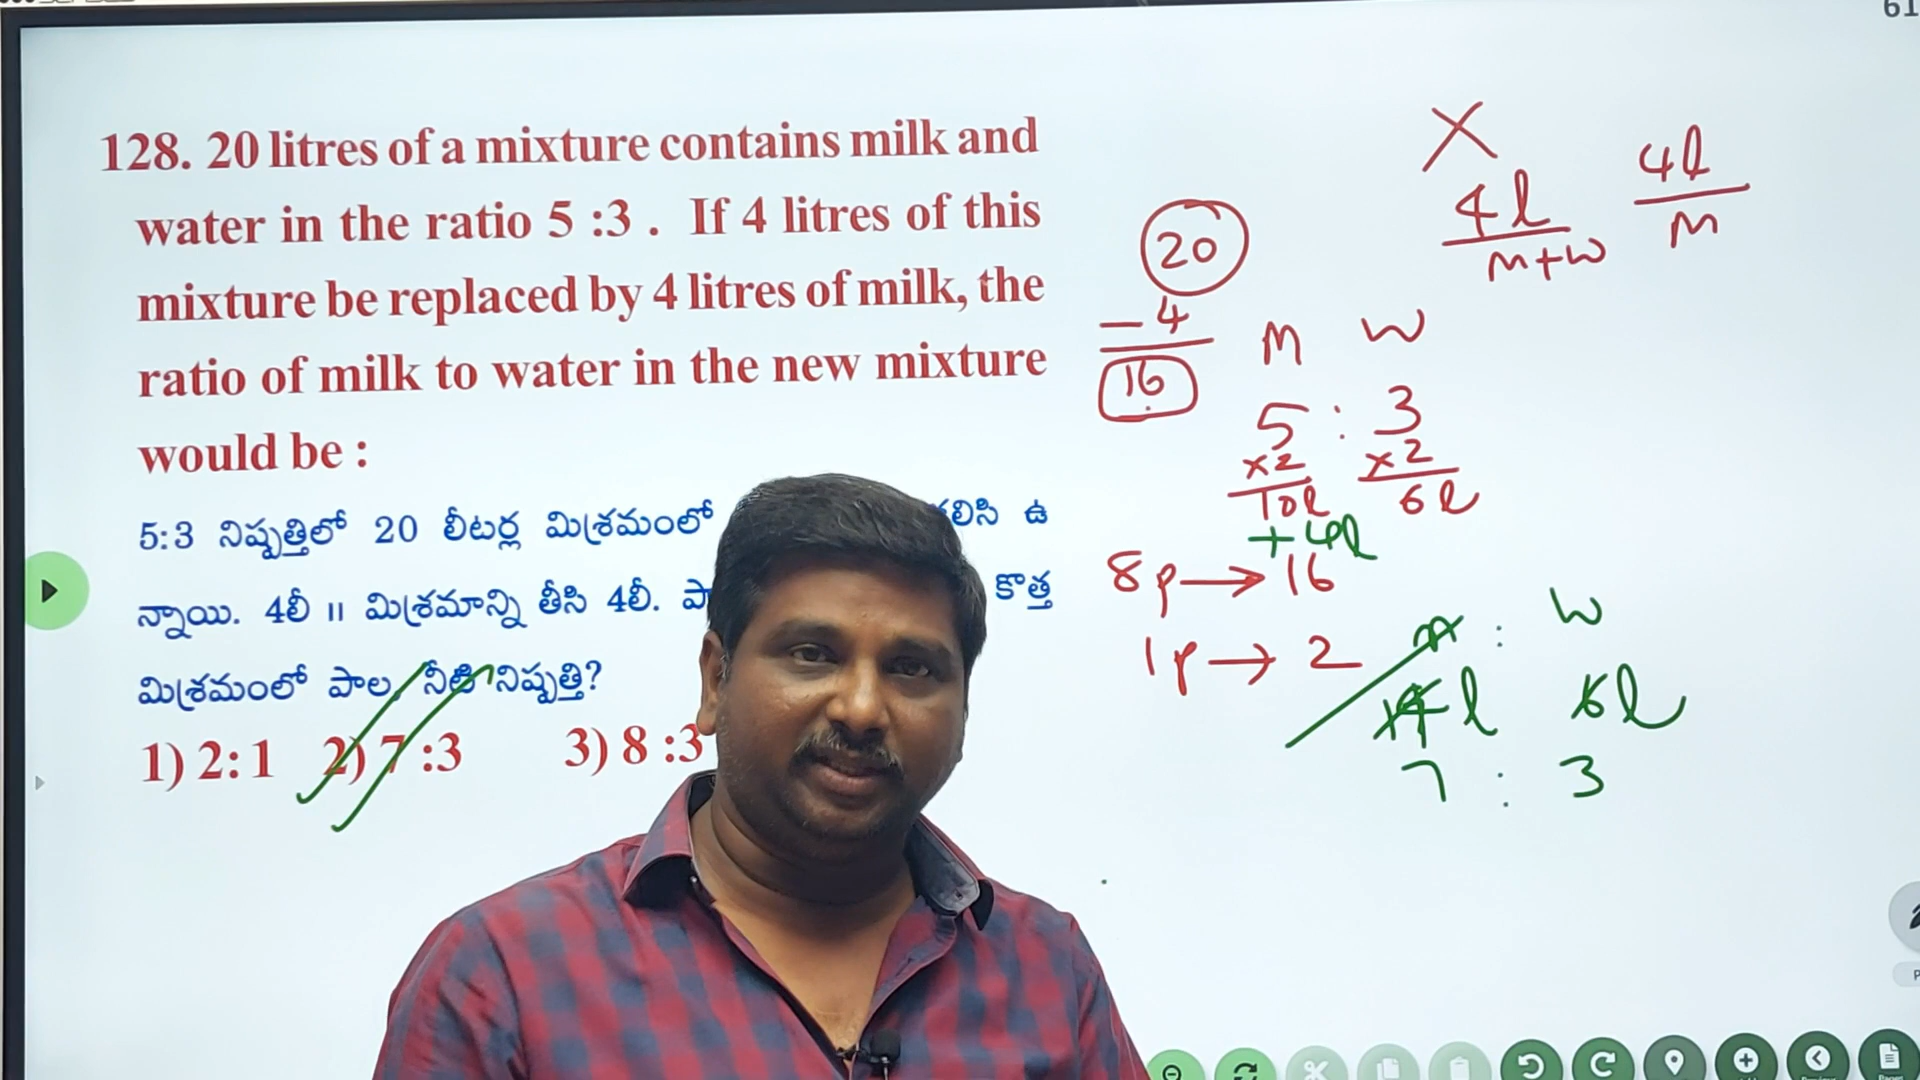 61
128. 20 litres of a mixture contains milk and
water in the ratio 5 :3 . If 4 litres of this
mixture be replaced by 4 litres of milk, the
ratio of milk to water in the new mixture
would be :
5:3 నిష్పత్తిలో 20 లీటర్ల మిశ్రమంలో లిసి ఉ
న్నాయి. 4లీ ॥ మిశ్రమాన్ని తీసి 4లీ. పా కొత్త
మిశ్రమంలో పాల, నీటి నిష్పత్తి?
1) 2:1 2) 7 :3 3) 8 :3
X
4l
m+w
4l
m
20
- 4
16
m w
5 : 3
x2 x2
10l 6l
+4l
8p → 16
1p → 2
m : w
14l 6l
7 : 3